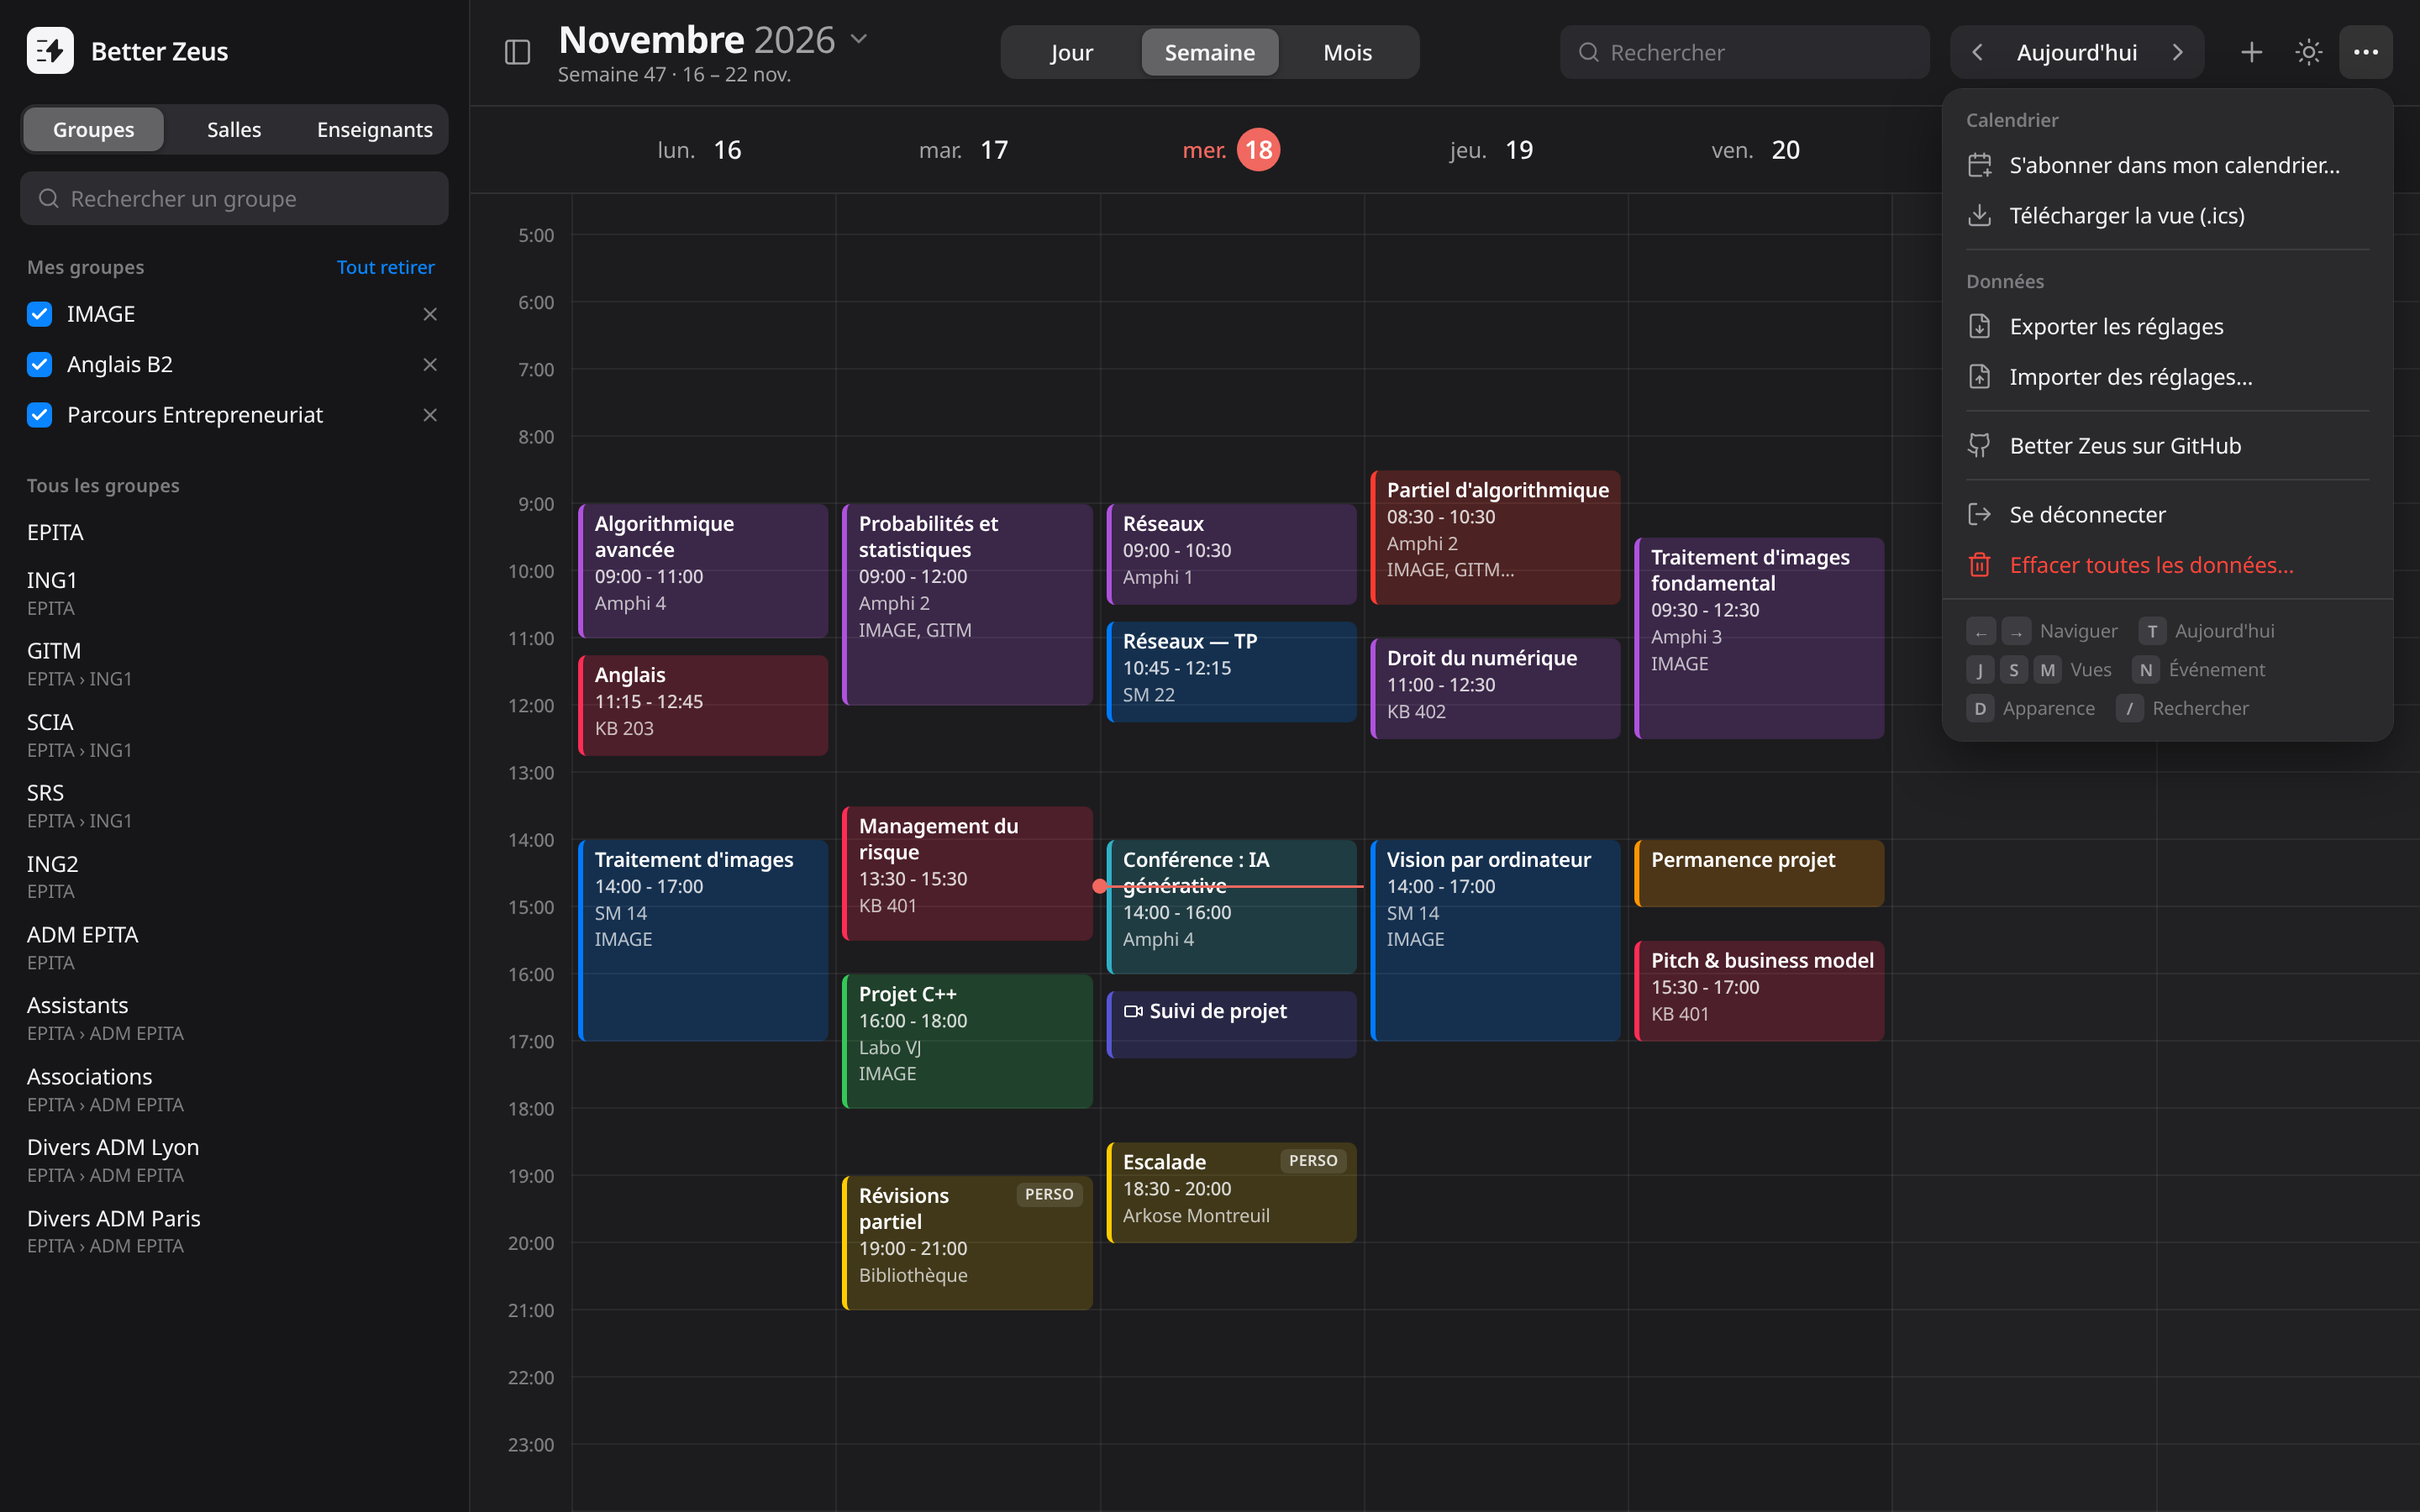 Better Zeus
Groupes
Salles
Enseignants
Rechercher un groupe
Mes groupes
Tout retirer
IMAGE
Anglais B2
Parcours Entrepreneuriat
Tous les groupes
EPITA
ING1
EPITA
GITM
EPITA › ING1
SCIA
EPITA › ING1
SRS
EPITA › ING1
ING2
EPITA
ADM EPITA
EPITA
Assistants
EPITA › ADM EPITA
Associations
EPITA › ADM EPITA
Divers ADM Lyon
EPITA › ADM EPITA
Divers ADM Paris
EPITA › ADM EPITA
Novembre 2026
Semaine 47 · 16 – 22 nov.
Jour
Semaine
Mois
Rechercher
Aujourd'hui
lun. 16
mar. 17
mer. 18
jeu. 19
ven. 20
5:00
6:00
7:00
8:00
9:00
10:00
11:00
12:00
13:00
14:00
15:00
16:00
17:00
18:00
19:00
20:00
21:00
22:00
23:00
Algorithmique
avancée
09:00 - 11:00
Amphi 4
Anglais
11:15 - 12:45
KB 203
Traitement d'images
14:00 - 17:00
SM 14
IMAGE
Probabilités et
statistiques
09:00 - 12:00
Amphi 2
IMAGE, GITM
Management du
risque
13:30 - 15:30
KB 401
Projet C++
16:00 - 18:00
Labo VJ
IMAGE
Révisions
partiel
PERSO
19:00 - 21:00
Bibliothèque
Réseaux
09:00 - 10:30
Amphi 1
Réseaux — TP
10:45 - 12:15
SM 22
Conférence : IA
générative
14:00 - 16:00
Amphi 4
Suivi de projet
Escalade
PERSO
18:30 - 20:00
Arkose Montreuil
Partiel d'algorithmique
08:30 - 10:30
Amphi 2
IMAGE, GITM...
Droit du numérique
11:00 - 12:30
KB 402
Vision par ordinateur
14:00 - 17:00
SM 14
IMAGE
Traitement d'images
fondamental
09:30 - 12:30
Amphi 3
IMAGE
Permanence projet
Pitch & business model
15:30 - 17:00
KB 401
Calendrier
S'abonner dans mon calendrier...
Télécharger la vue (.ics)
Données
Exporter les réglages
Importer des réglages...
Better Zeus sur GitHub
Se déconnecter
Effacer toutes les données...
← → Naviguer T Aujourd'hui
J S M Vues N Événement
D Apparence / Rechercher